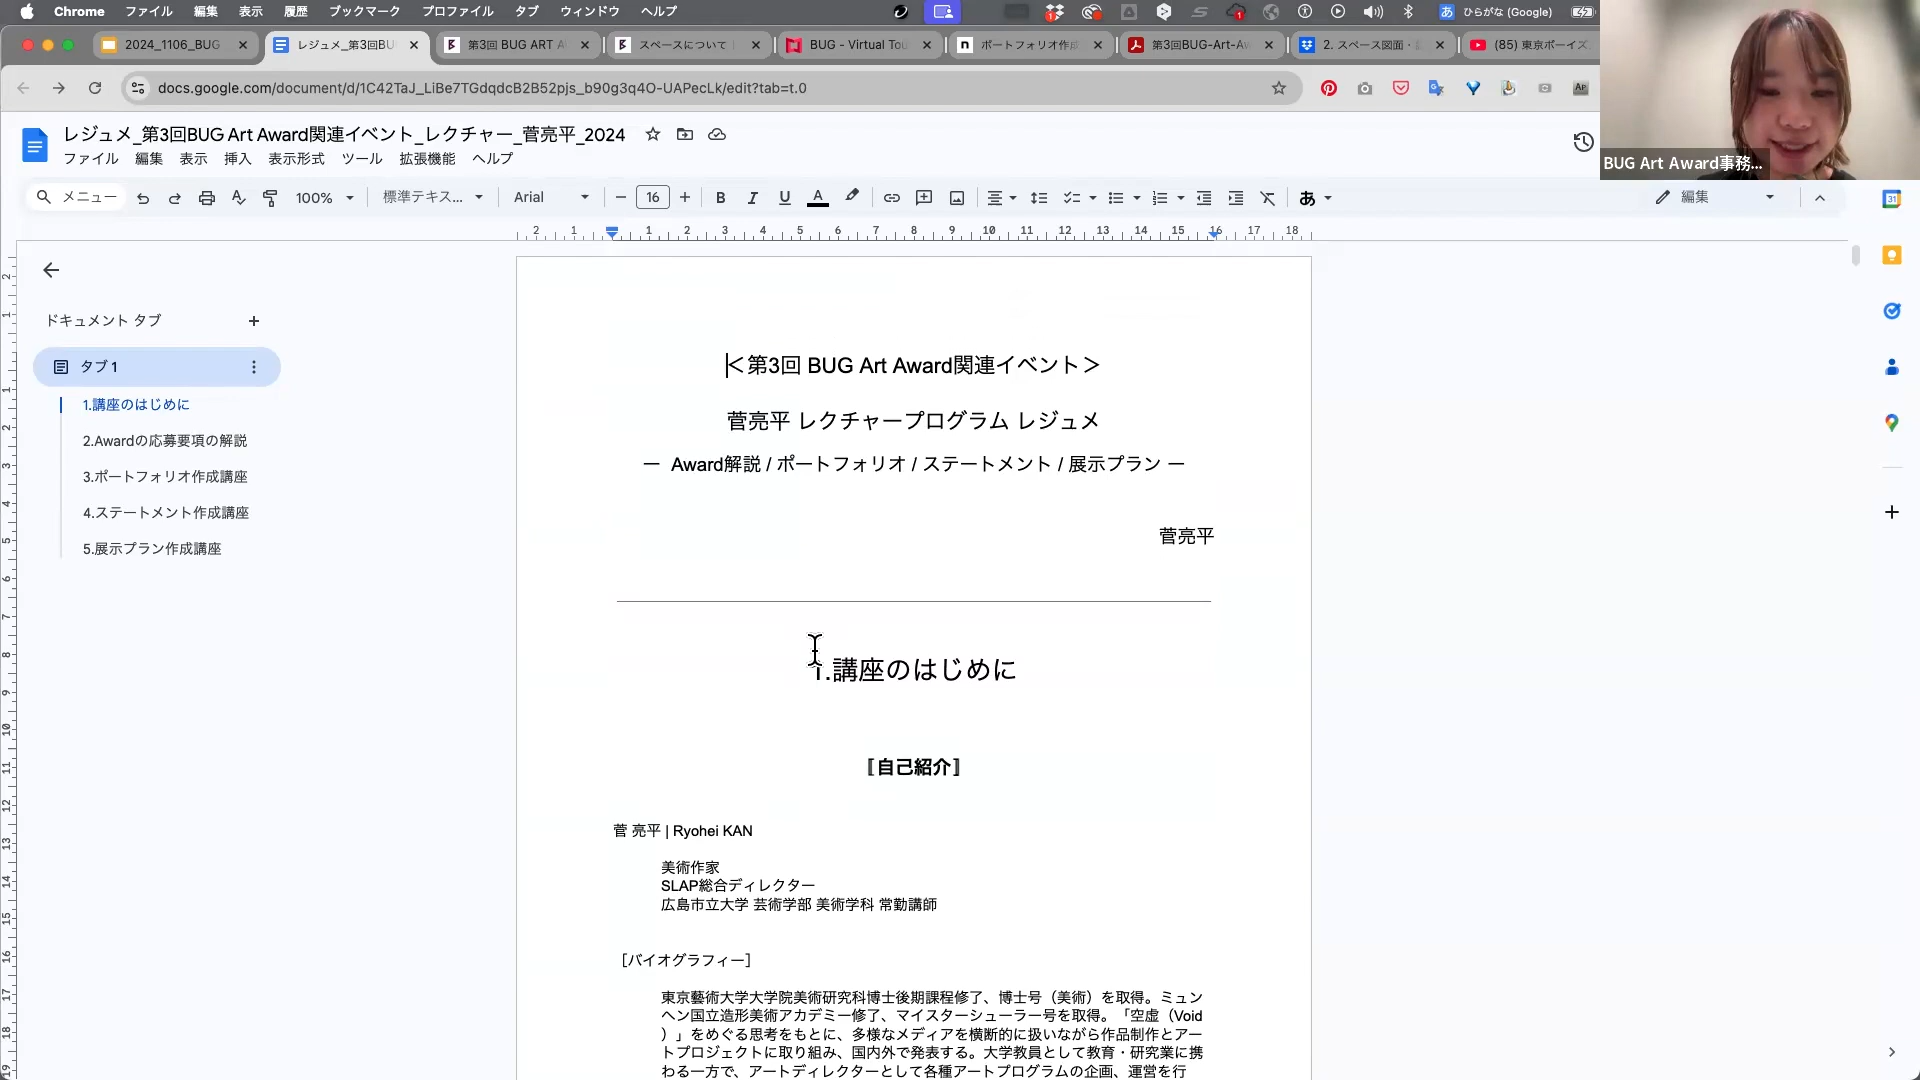 Chrome ファイル 編集 表示 履歴 ブックマーク プロファイル タブ ウィンドウ ヘルプ ひらがな (Google)
2024_1106_BUG レジュメ_第3回BU 第3回 BUG ART A スペースについて BUG - Virtual Tou ポートフォリオ作成 第3回BUG-Art-Aw 2. スペース図面・ (85) 東京ボーイズ
docs.google.com/document/d/1C42TaJ_LiBe7TGdqdcB2B52pjs_b90g3q4O-UAPecLk/edit?tab=t.0
レジュメ_第3回BUG Art Award関連イベント_レクチャー_菅亮平_2024
ファイル 編集 表示 挿入 表示形式 ツール 拡張機能 ヘルプ
BUG Art Award事務...
メニュー 100% 標準テキス... Arial 16 B I U A あ 編集
2 1 1 2 3 4 5 6 7 8 9 10 11 12 13 14 15 16 17 18
ドキュメント タブ
タブ 1
1.講座のはじめに
2.Awardの応募要項の解説
3.ポートフォリオ作成講座
4.ステートメント作成講座
5.展示プラン作成講座
＜第3回 BUG Art Award関連イベント＞
菅亮平 レクチャープログラム レジュメ
ー Award解説 / ポートフォリオ / ステートメント / 展示プラン ー
菅亮平
1.講座のはじめに
〚自己紹介〛
菅 亮平 | Ryohei KAN
美術作家
SLAP総合ディレクター
広島市立大学 芸術学部 美術学科 常勤講師
［バイオグラフィー］
東京藝術大学大学院美術研究科博士後期課程修了、博士号（美術）を取得。ミュン
ヘン国立造形美術アカデミー修了、マイスターシューラー号を取得。「空虚（Void
）」をめぐる思考をもとに、多様なメディアを横断的に扱いながら作品制作とアー
トプロジェクトに取り組み、国内外で発表する。大学教員として教育・研究業に携
わる一方で、アートディレクターとして各種アートプログラムの企画、運営を行